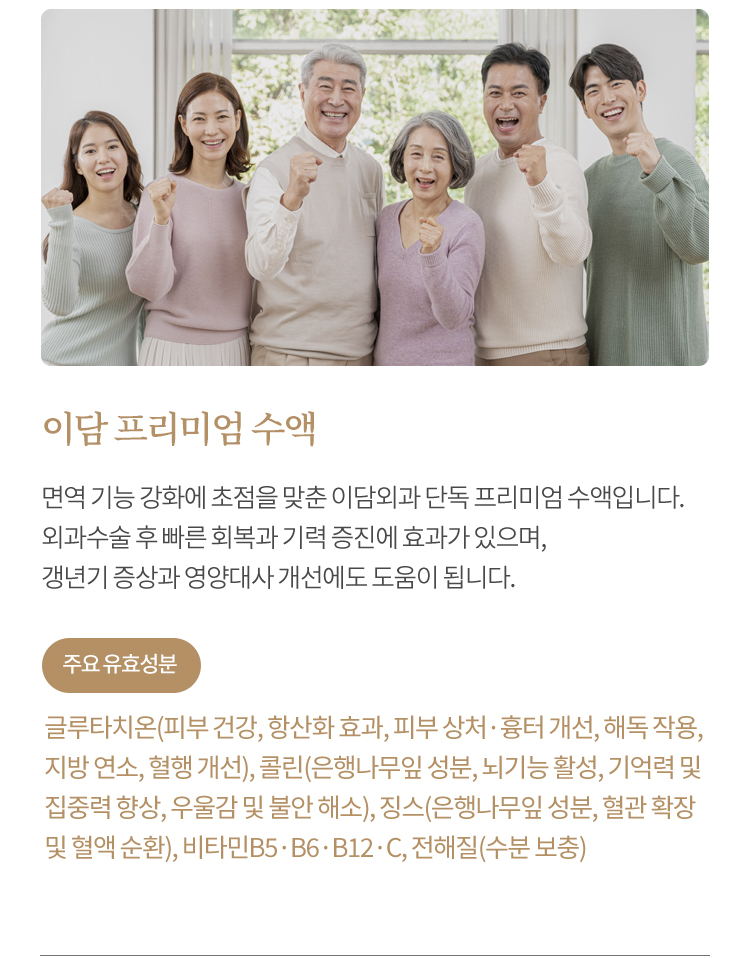 이담 프리미엄 수액
면역 기능 강화에 초점을 맞춘 이담외과 단독 프리미엄 수액입니다.
외과수술 후 빠른 회복과 기력 증진에 효과가 있으며,
갱년기 증상과 영양대사 개선에도 도움이 됩니다.
주요 유효성분
글루타치온(피부 건강, 항산화 효과, 피부 상처·흉터 개선, 해독 작용,
지방 연소, 혈행 개선), 콜린(은행나무잎 성분, 뇌기능 활성, 기억력 및
집중력 향상, 우울감 및 불안 해소), 징스(은행나무잎 성분, 혈관 확장
및 혈액 순환), 비타민B5·B6·B12·C, 전해질(수분 보충)